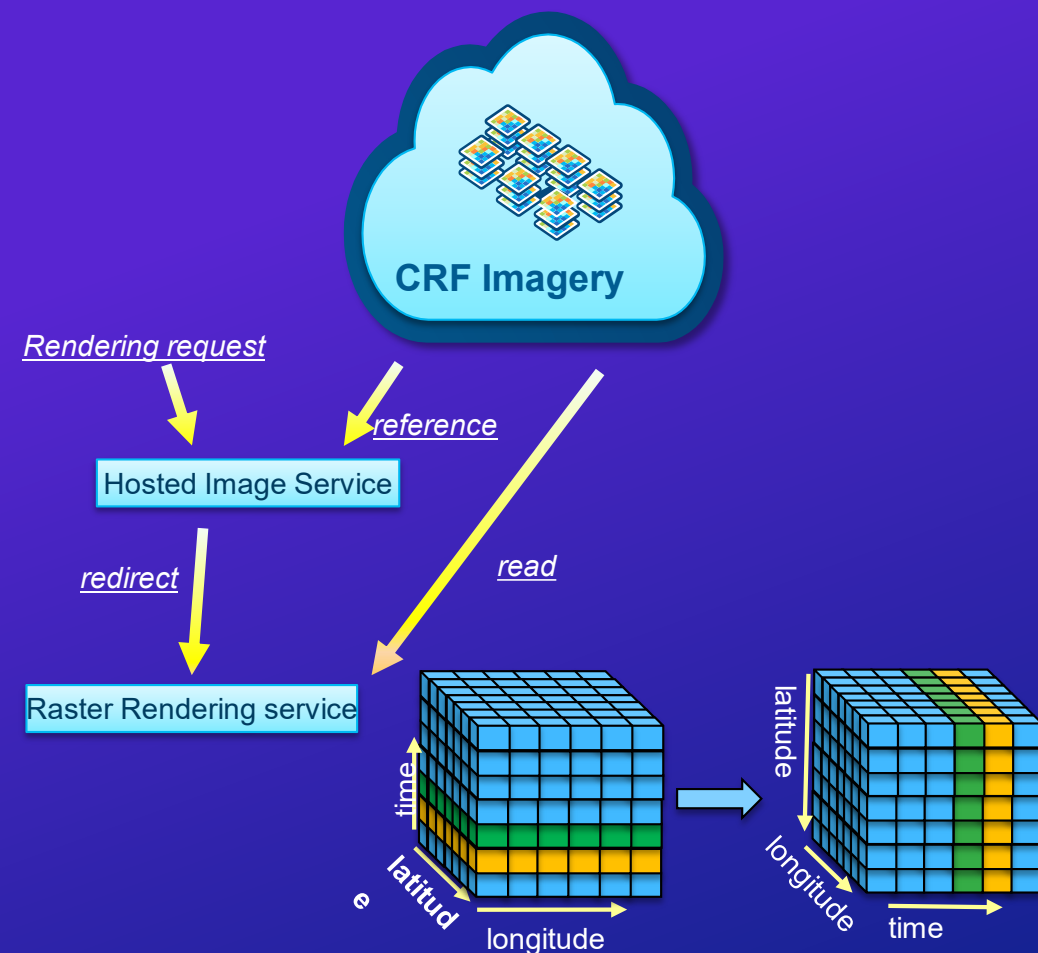 CRF Imagery
Rendering request
reference
Hosted Image Service
redirect
read
Raster Rendering service
time
latitud
e
longitude
latitude
longitude
time